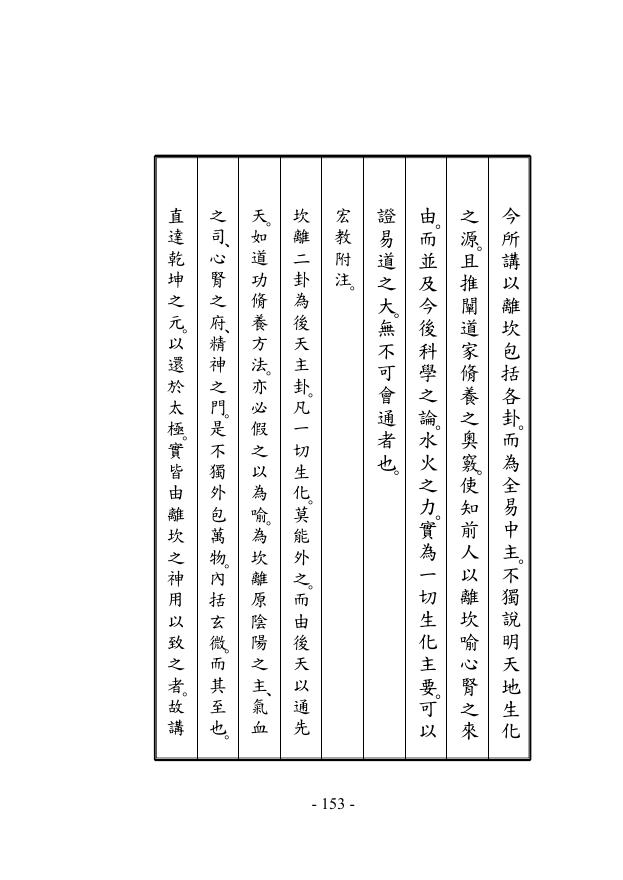 今所講以離坎包括各卦。而為全易中主。不獨說明天地生化
之源。且推闡道家脩養之奧竅。使知前人以離坎喻心腎之來
由。而並及今後科學之論。水火之力。實為一切生化主要。可以
證易道之大。無不可會通者也。
宏教附注。
坎離二卦為後天主卦。凡一切生化。莫能外之。而由後天以通先
天。如道功脩養方法。亦必假之以為喻。為坎離原陰陽之主、氣血
之司、心腎之府、精神之門。是不獨外包萬物。內括玄微。而其至也。
直達乾坤之元。以還於太極。實皆由離坎之神用以致之者。故講
- 153 -